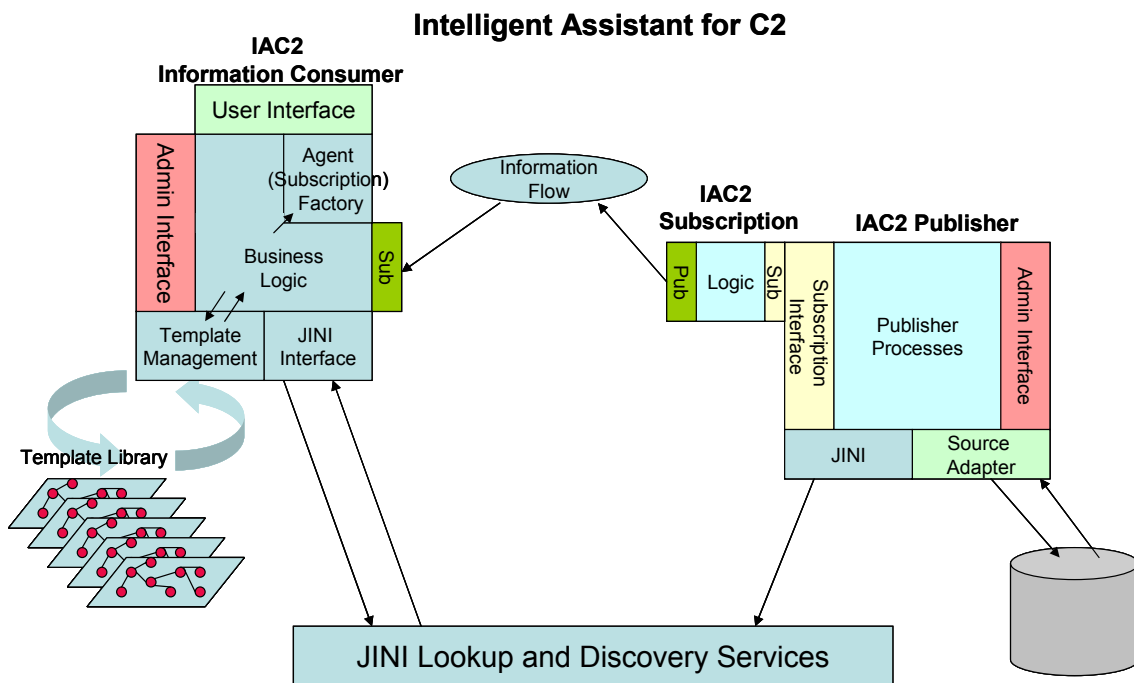 Intelligent Assistant for C2
IAC2
Information Consumer
User Interface
Admin Interface
Agent
(Subscription)
Factory
Business
Logic
Sub
Template
Management
JINI
Interface
Template Library
Information
Flow
IAC2
Subscription
Pub
Logic
Sub
IAC2 Publisher
Subscription
Interface
Publisher
Processes
Admin Interface
JINI
Source
Adapter
JINI Lookup and Discovery Services